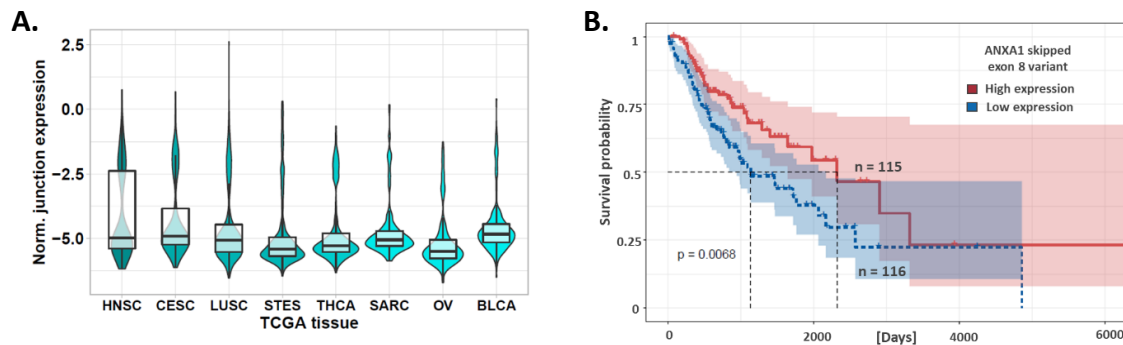 A.
Norm. junction expression
2.5
0.0
−2.5
−5.0
HNSC CESC LUSC STES THCA SARC OV BLCA
TCGA tissue
B.
Survival probability
1
0.75
0.5
0.25
0
ANXA1 skipped
exon 8 variant
High expression
Low expression
n = 115
p = 0.0068
n = 116
0 2000 4000 6000
[Days]